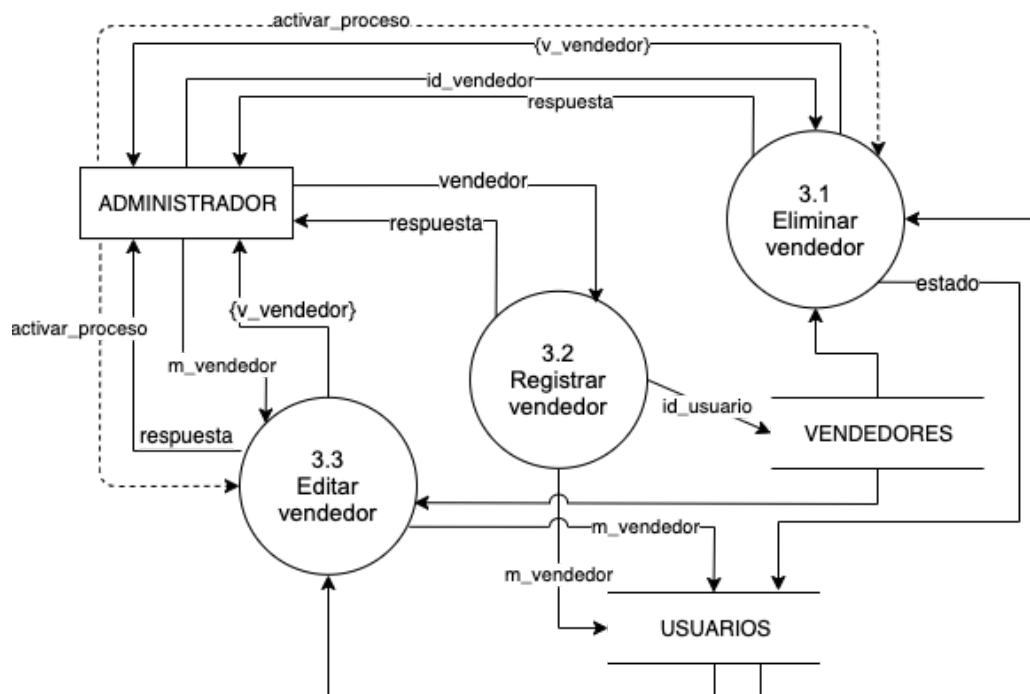 activar_proceso
{v_vendedor}
id_vendedor
respuesta
ADMINISTRADOR
vendedor
respuesta
3.1
Eliminar
vendedor
estado
activar_proceso
{v_vendedor}
m_vendedor
respuesta
3.2
Registrar
vendedor
id_usuario
VENDEDORES
3.3
Editar
vendedor
m_vendedor
m_vendedor
USUARIOS